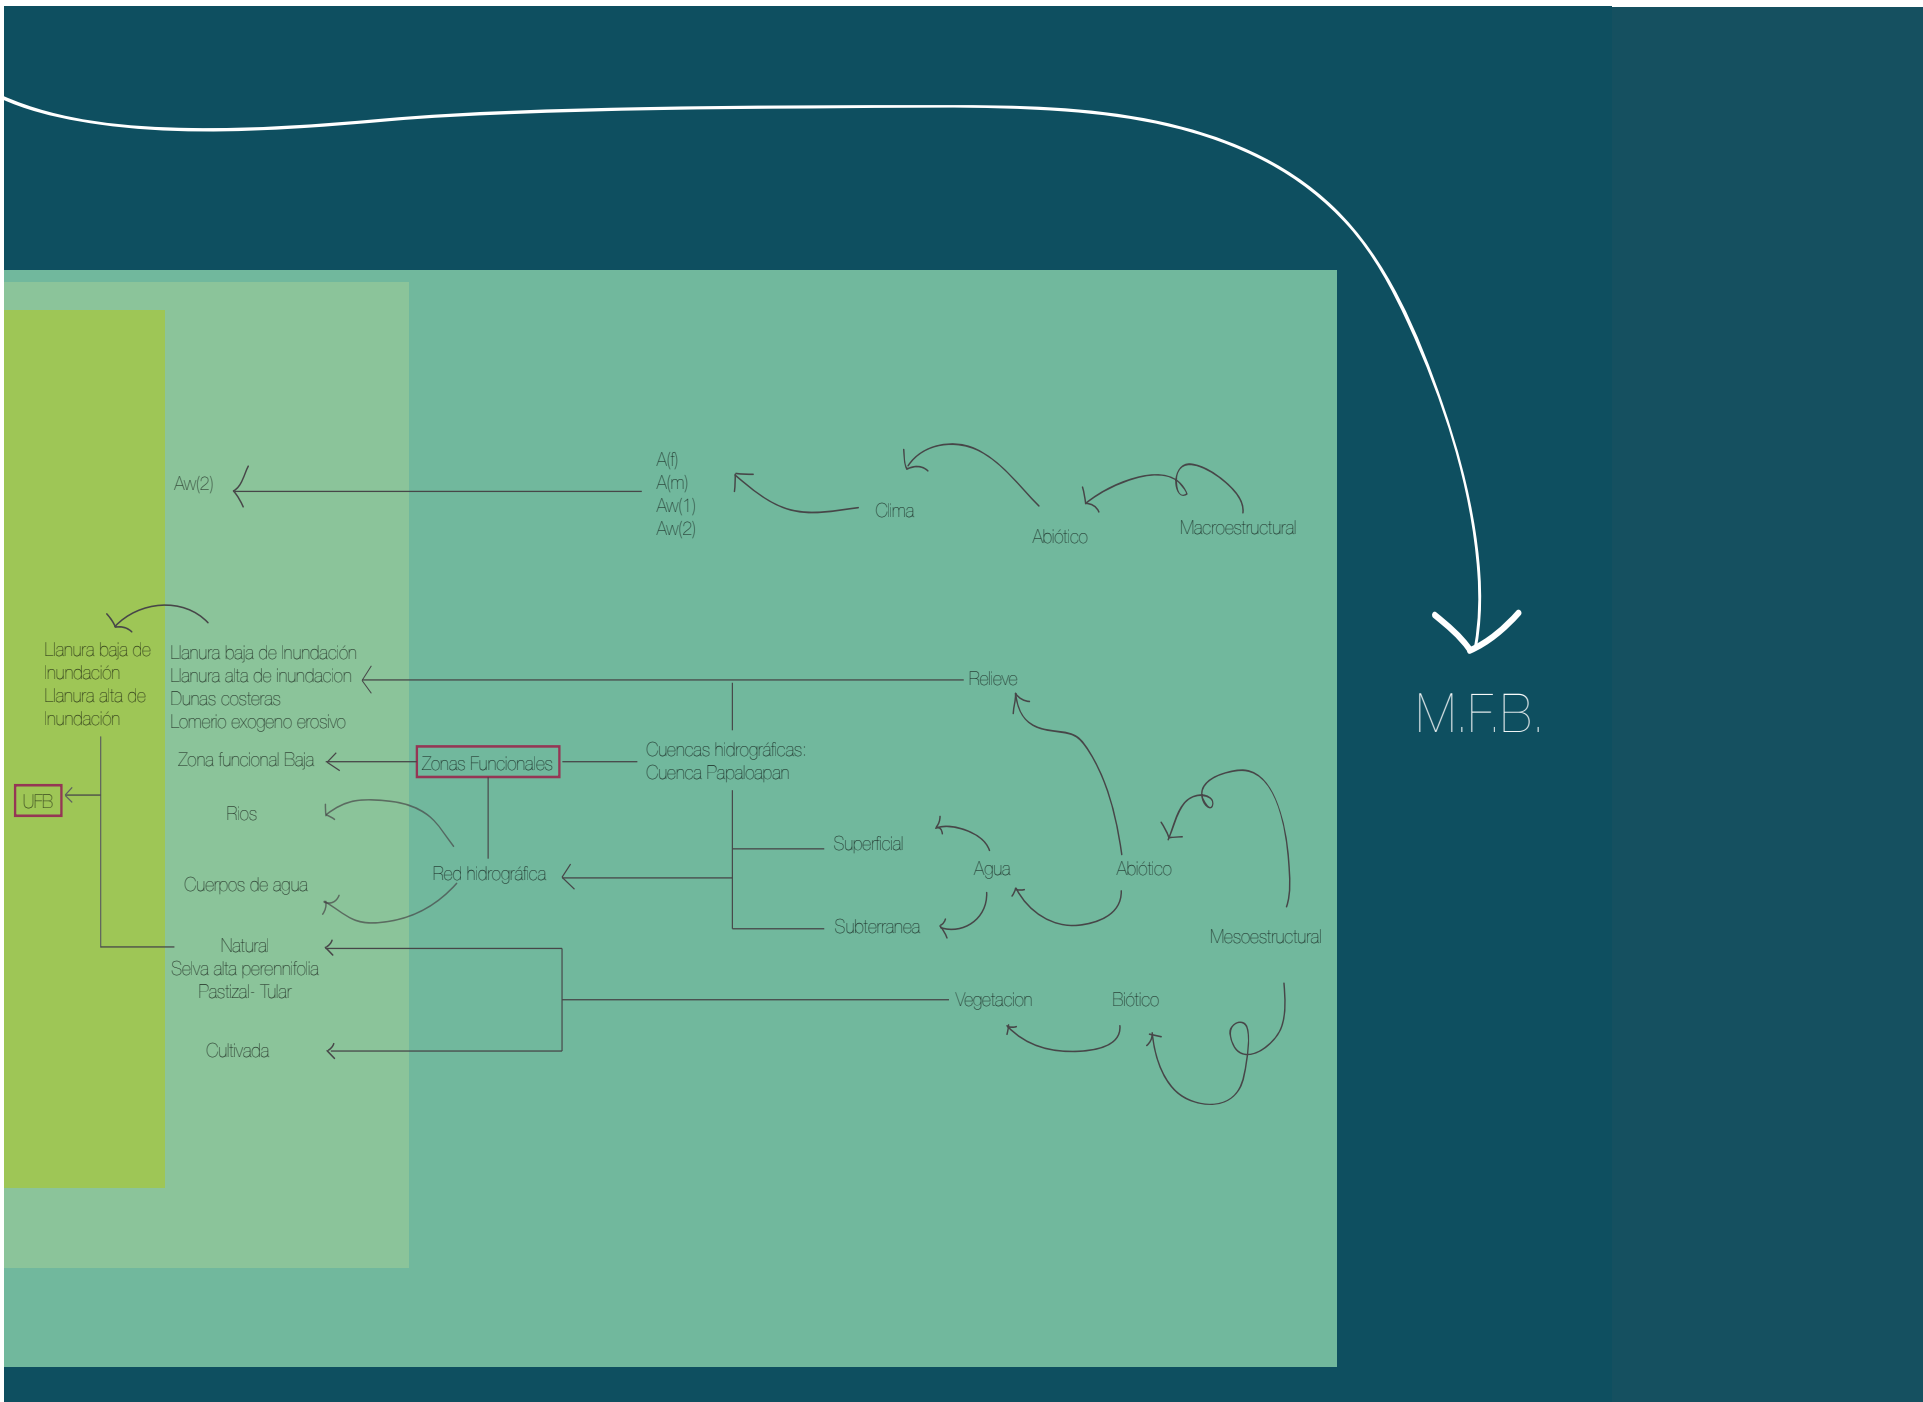 A(f)
A(m)
Aw(1)
Aw(2)
Aw(2)
Clima
Abiótico
Macroestructural
Llanura baja de
Inundación
Llanura alta de
Inundación
Llanura baja de Inundación
Llanura alta de inundacion
Dunas costeras
Lomerio exogeno erosivo
Relieve
M.F.B.
Zona funcional Baja
Zonas Funcionales
Cuencas hidrográficas:
Cuenca Papaloapan
UFB
Rios
Superficial
Red hidrográfica
Agua
Abiótico
Cuerpos de agua
Subterranea
Mesoestructural
Natural
Selva alta perennifolia
Pastizal- Tular
Vegetacion
Biótico
Cultivada